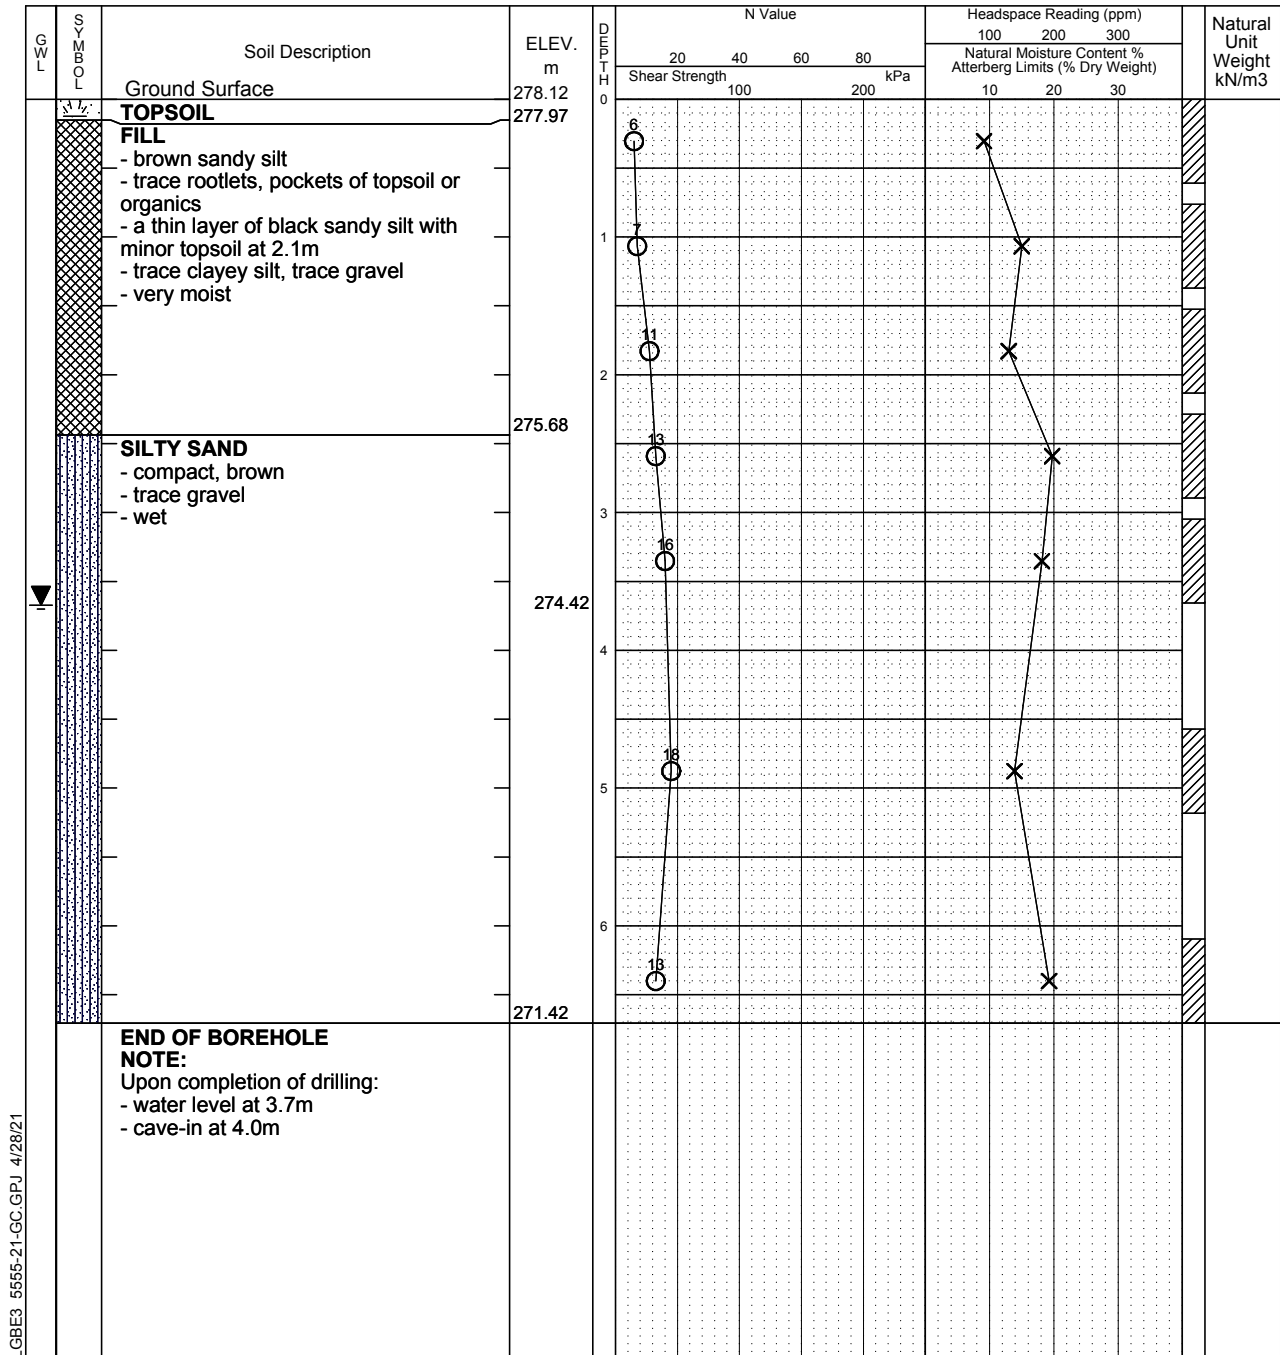 GWL
SYMBOL
Soil Description
Ground Surface
ELEV.
m
278.12
DEPTH
0
N Value
20 40 60 80
Shear Strength kPa
100 200
Headspace Reading (ppm)
100 200 300
Natural Moisture Content %
Atterberg Limits (% Dry Weight)
10 20 30
Natural
Unit
Weight
kN/m3
TOPSOIL
277.97
FILL
- brown sandy silt
- trace rootlets, pockets of topsoil or
organics
- a thin layer of black sandy silt with
minor topsoil at 2.1m
- trace clayey silt, trace gravel
- very moist
6
7
1
11
2
275.68
SILTY SAND
- compact, brown
- trace gravel
- wet
13
3
16
274.42
4
18
5
6
13
271.42
END OF BOREHOLE
NOTE:
Upon completion of drilling:
- water level at 3.7m
- cave-in at 4.0m
GBE3 5555-21-GC.GPJ 4/28/21